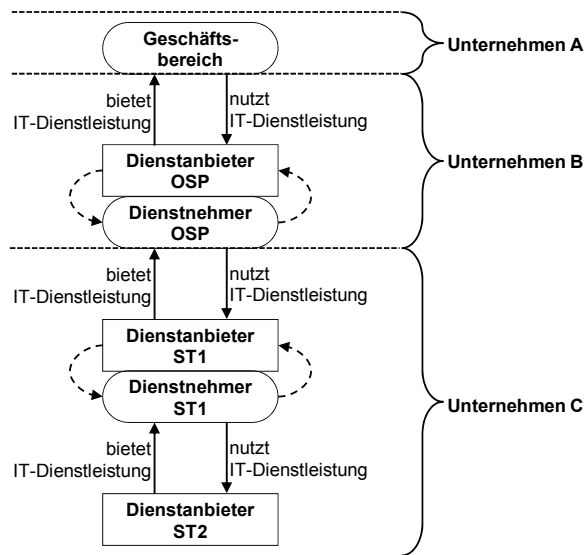 Geschäfts-
bereich
Unternehmen A
bietet
IT-Dienstleistung
nutzt
IT-Dienstleistung
Dienstanbieter
OSP
Unternehmen B
Dienstnehmer
OSP
bietet
IT-Dienstleistung
nutzt
IT-Dienstleistung
Dienstanbieter
ST1
Dienstnehmer
ST1
Unternehmen C
bietet
IT-Dienstleistung
nutzt
IT-Dienstleistung
Dienstanbieter
ST2